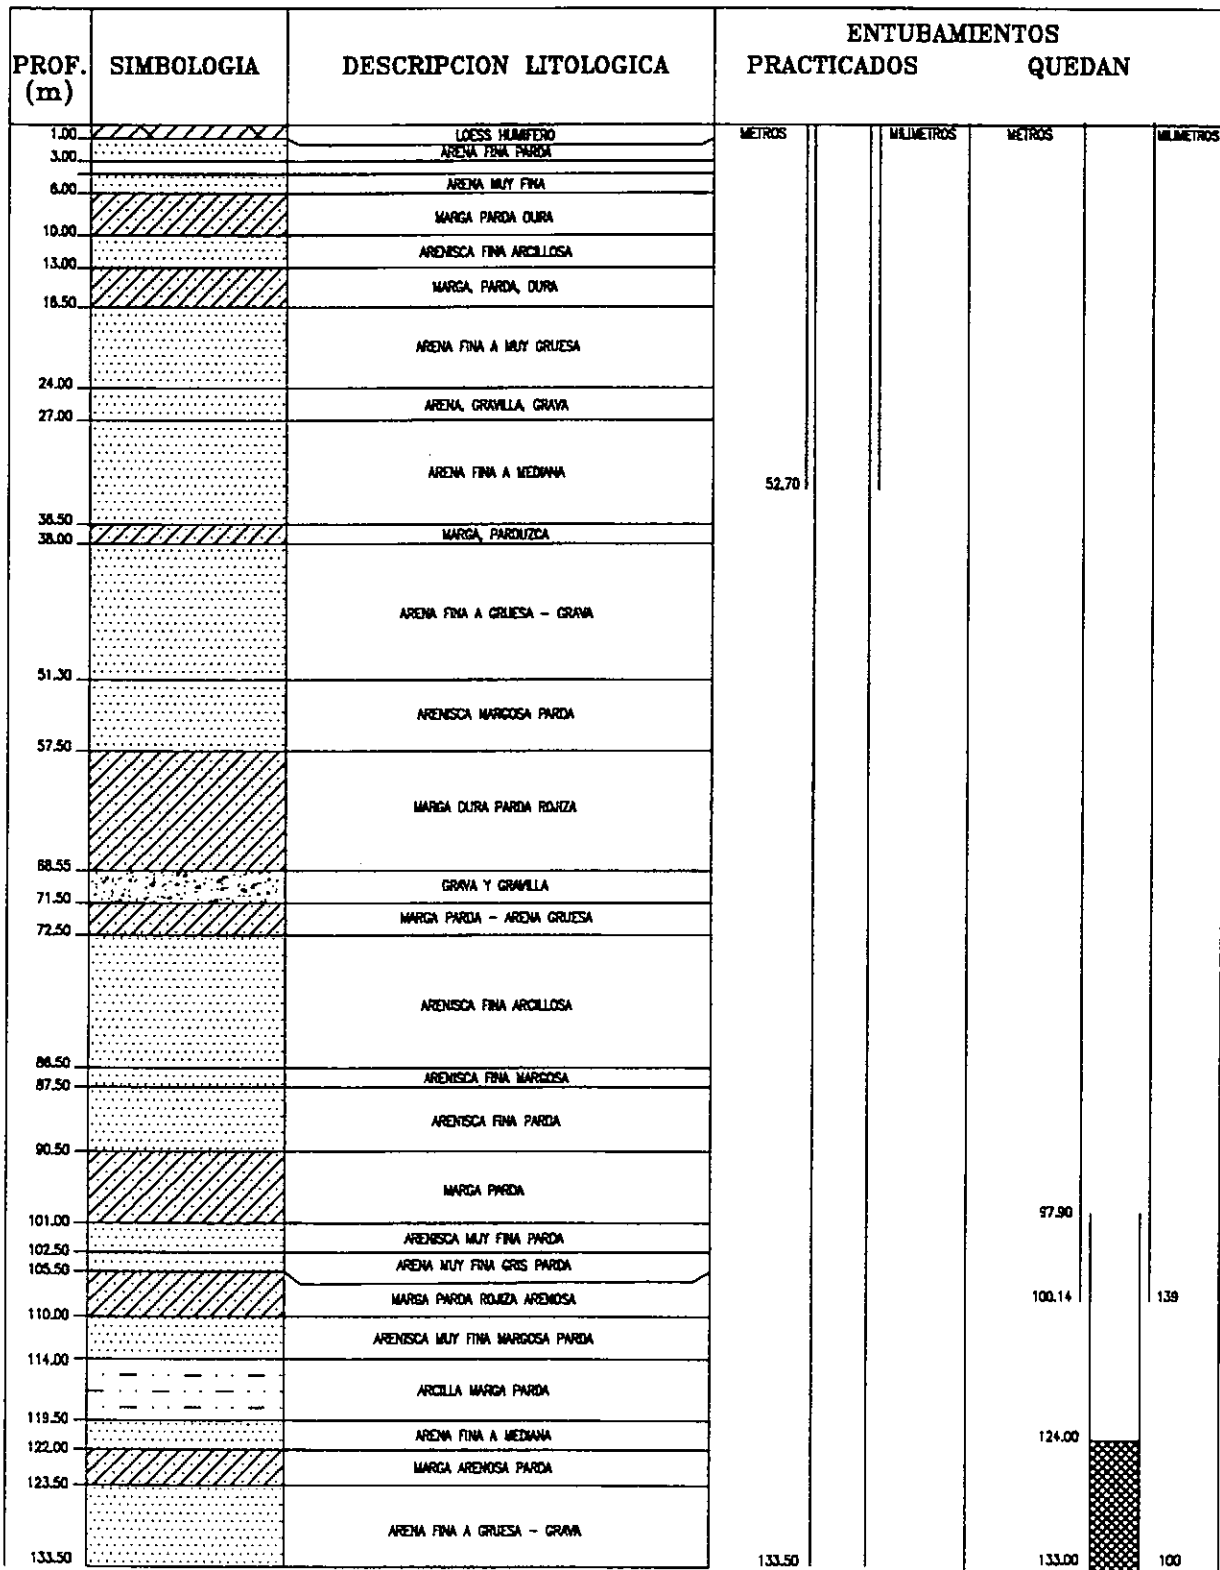 ENTUBAMIENTOS
PROF. (m) SIMBOLOGIA DESCRIPCION LITOLOGICA PRACTICADOS QUEDAN
METROS MILIMETROS METROS MILIMETROS
1.00 LOESS HUMIFERO
ARENA FINA PARDA
3.00
ARENA MUY FINA
6.00
MARGA PARDA DURA
10.00
ARENISCA FINA ARCILLOSA
13.00
MARGA, PARDA, DURA
16.50
ARENA FINA A MUY GRUESA
24.00
ARENA, GRAVILLA, GRAVA
27.00
ARENA FINA A MEDIANA
52.70
36.50
MARGA, PARDUZCA
38.00
ARENA FINA A GRUESA - GRAVA
51.30
ARENISCA MARGOSA PARDA
57.50
MARGA DURA PARDA ROJIZA
68.55
GRAVA Y GRAVILLA
71.50
MARGA PARDA - ARENA GRUESA
72.50
ARENISCA FINA ARCILLOSA
86.50
ARENISCA FINA MARGOSA
87.50
ARENISCA FINA PARDA
90.50
MARGA PARDA
97.90
101.00
ARENISCA MUY FINA PARDA
102.50
ARENA MUY FINA GRIS PARDA
105.50
MARGA PARDA ROJIZA ARENOSA
100.14 139
110.00
ARENISCA MUY FINA MARGOSA PARDA
114.00
ARCILLA MARGA PARDA
119.50
ARENA FINA A MEDIANA
124.00
122.00
MARGA ARENOSA PARDA
123.50
ARENA FINA A GRUESA - GRAVA
133.50 133.50 133.00 100